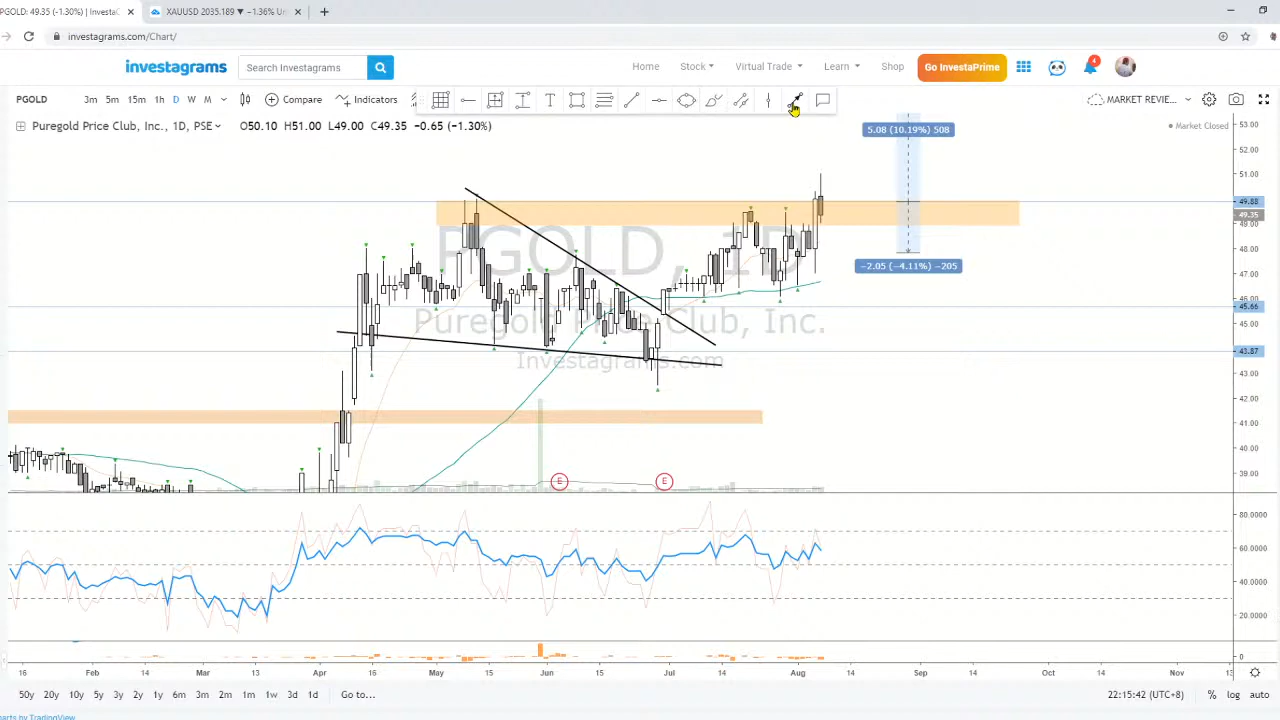 PGOLD: 49.35 (-1.30%) | Investa
XAUUSD 2035.189 ▼ −1.36% Un
investagrams.com/Chart/
investagrams
Search Investagrams
Home
Stock
Virtual Trade
Learn
Shop
Go InvestaPrime
4
PGOLD
3m 5m 15m 1h D W M
Compare
Indicators
MARKET REVIE...
Puregold Price Club, Inc., 1D, PSE
O50.10 H51.00 L49.00 C49.35 −0.65 (−1.30%)
Market Closed
5.08 (10.19%) 508
−2.05 (−4.11%) −205
PGOLD, 1D
Puregold Price Club, Inc.
Investagrams.com
53.00
52.00
51.00
49.88
49.35
49.00
48.00
47.00
46.00
45.66
45.00
43.87
43.00
42.00
41.00
40.00
39.00
E E
80.0000
60.0000
40.0000
20.0000
0
16 Feb 14 Mar 13 Apr 16 May 15 Jun 15 Jul 14 Aug 14 Sep 14 Oct 14 Nov 13
50y 20y 10y 5y 3y 2y 1y 6m 3m 2m 1m 1w 3d 1d Go to...
22:15:42 (UTC+8) % log auto
arts by TradingView